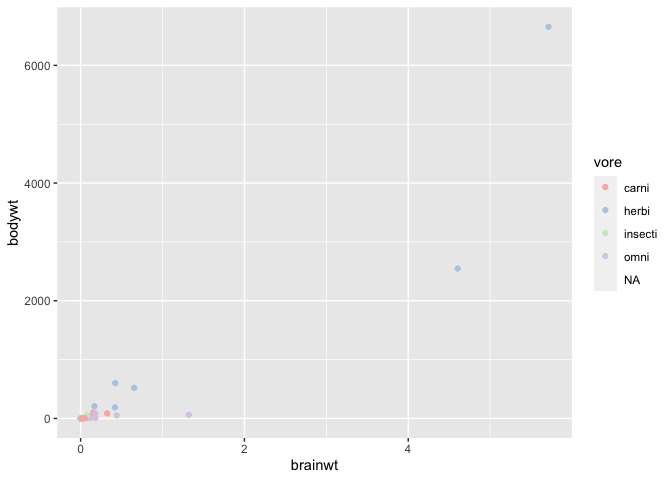 6000
4000
2000
0
bodywt
0 2 4
brainwt
vore
carni
herbi
insecti
omni
NA